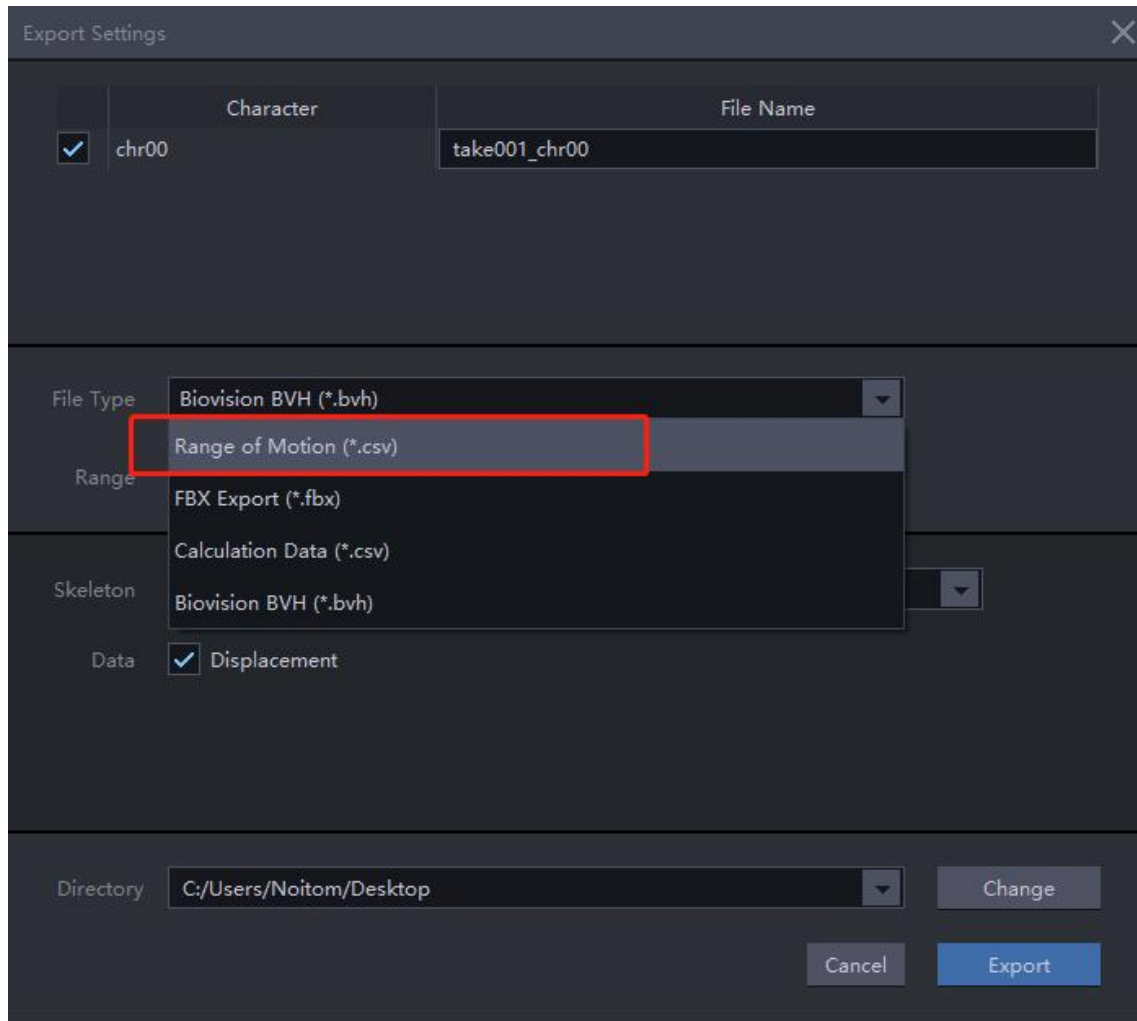 Export Settings
Character File Name
chr00 take001_chr00
File Type Biovision BVH (*.bvh)
Range of Motion (*.csv)
Range
FBX Export (*.fbx)
Calculation Data (*.csv)
Skeleton
Biovision BVH (*.bvh)
Data Displacement
Directory C:/Users/Noitom/Desktop Change
Cancel Export